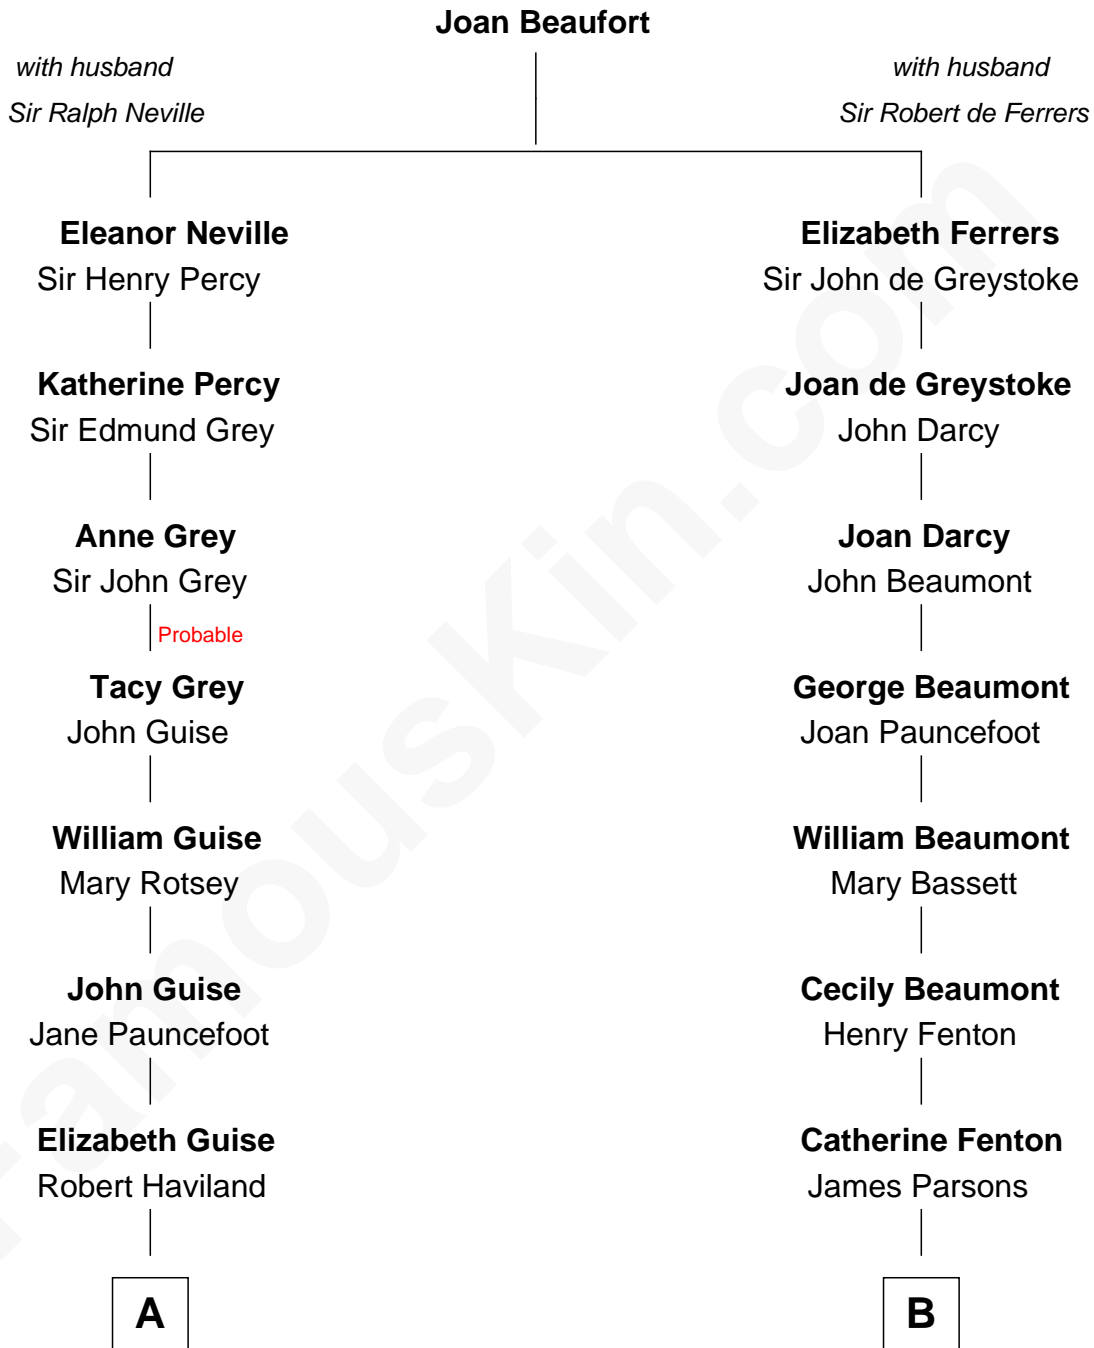 Joan Beaufort
with husband
Sir Ralph Neville
with husband
Sir Robert de Ferrers
Eleanor Neville
Sir Henry Percy
Elizabeth Ferrers
Sir John de Greystoke
Katherine Percy
Sir Edmund Grey
Joan de Greystoke
John Darcy
Anne Grey
Sir John Grey
Joan Darcy
John Beaumont
Probable
Tacy Grey
John Guise
George Beaumont
Joan Pauncefoot
William Guise
Mary Rotsey
William Beaumont
Mary Bassett
John Guise
Jane Pauncefoot
Cecily Beaumont
Henry Fenton
Elizabeth Guise
Robert Haviland
Catherine Fenton
James Parsons
A
B
FamousKin.com